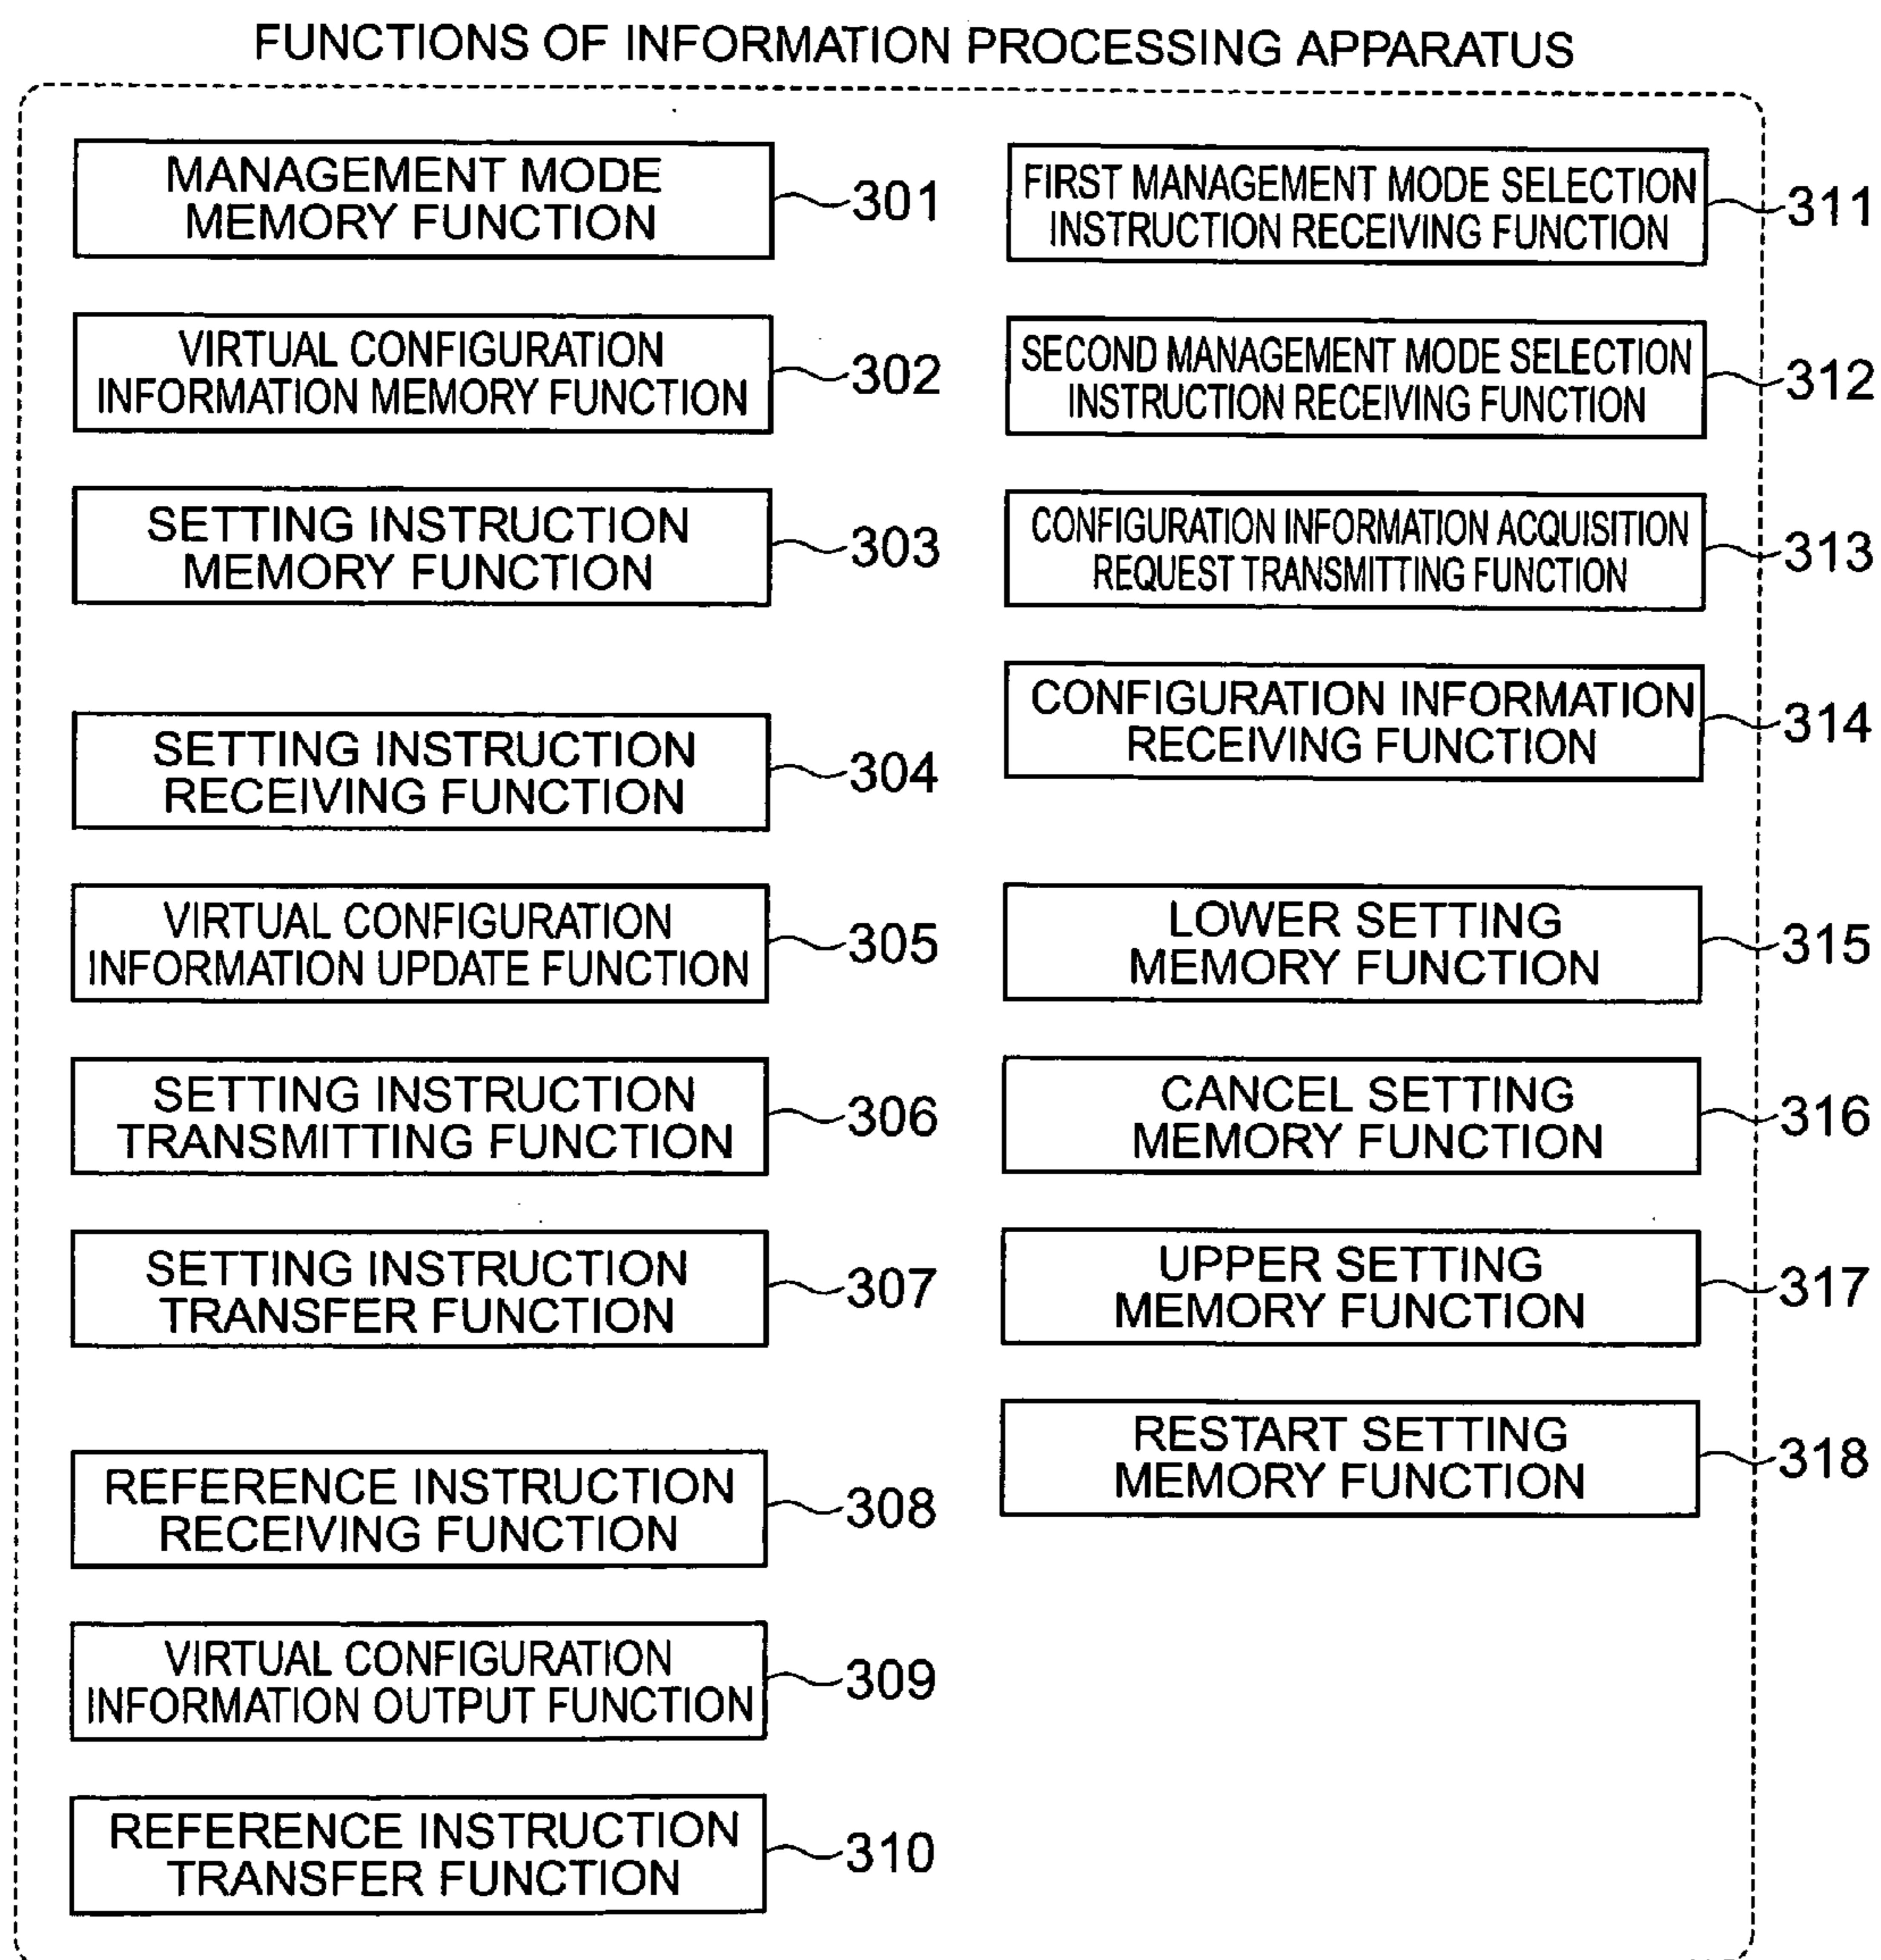 FUNCTIONS OF INFORMATION PROCESSING APPARATUS
MANAGEMENT MODE
MEMORY FUNCTION
301
VIRTUAL CONFIGURATION
INFORMATION MEMORY FUNCTION
302
SETTING INSTRUCTION
MEMORY FUNCTION
303
SETTING INSTRUCTION
RECEIVING FUNCTION
304
VIRTUAL CONFIGURATION
INFORMATION UPDATE FUNCTION
305
SETTING INSTRUCTION
TRANSMITTING FUNCTION
306
SETTING INSTRUCTION
TRANSFER FUNCTION
307
REFERENCE INSTRUCTION
RECEIVING FUNCTION
308
VIRTUAL CONFIGURATION
INFORMATION OUTPUT FUNCTION
309
REFERENCE INSTRUCTION
TRANSFER FUNCTION
310
FIRST MANAGEMENT MODE SELECTION
INSTRUCTION RECEIVING FUNCTION
311
SECOND MANAGEMENT MODE SELECTION
INSTRUCTION RECEIVING FUNCTION
312
CONFIGURATION INFORMATION ACQUISITION
REQUEST TRANSMITTING FUNCTION
313
CONFIGURATION INFORMATION
RECEIVING FUNCTION
314
LOWER SETTING
MEMORY FUNCTION
315
CANCEL SETTING
MEMORY FUNCTION
316
UPPER SETTING
MEMORY FUNCTION
317
RESTART SETTING
MEMORY FUNCTION
318